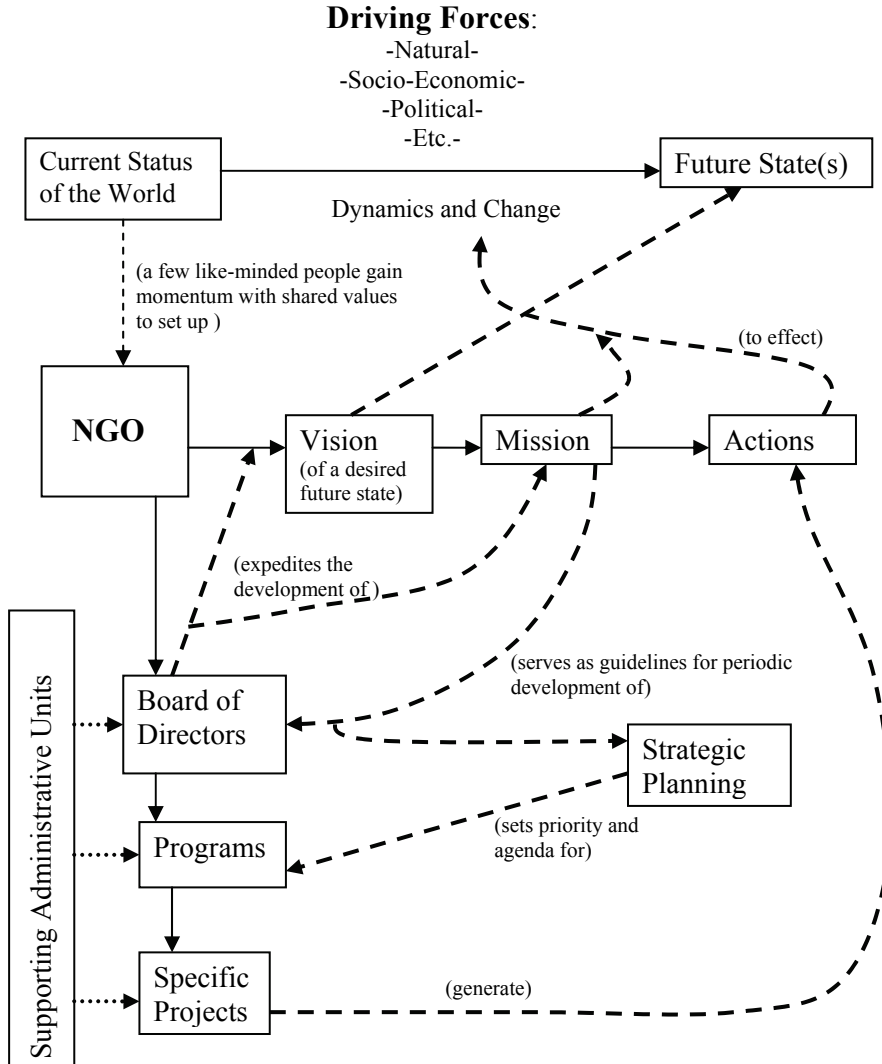 Driving Forces:
-Natural-
-Socio-Economic-
-Political-
-Etc.-
Current Status
of the World
Future State(s)
Dynamics and Change
(a few like-minded people gain
momentum with shared values
to set up )
(to effect)
NGO
Vision
(of a desired
future state)
Mission
Actions
(expedites the
development of )
(serves as guidelines for periodic
development of)
Board of
Directors
Strategic
Planning
(sets priority and
agenda for)
Programs
Specific
Projects
(generate)
Supporting Administrative Units